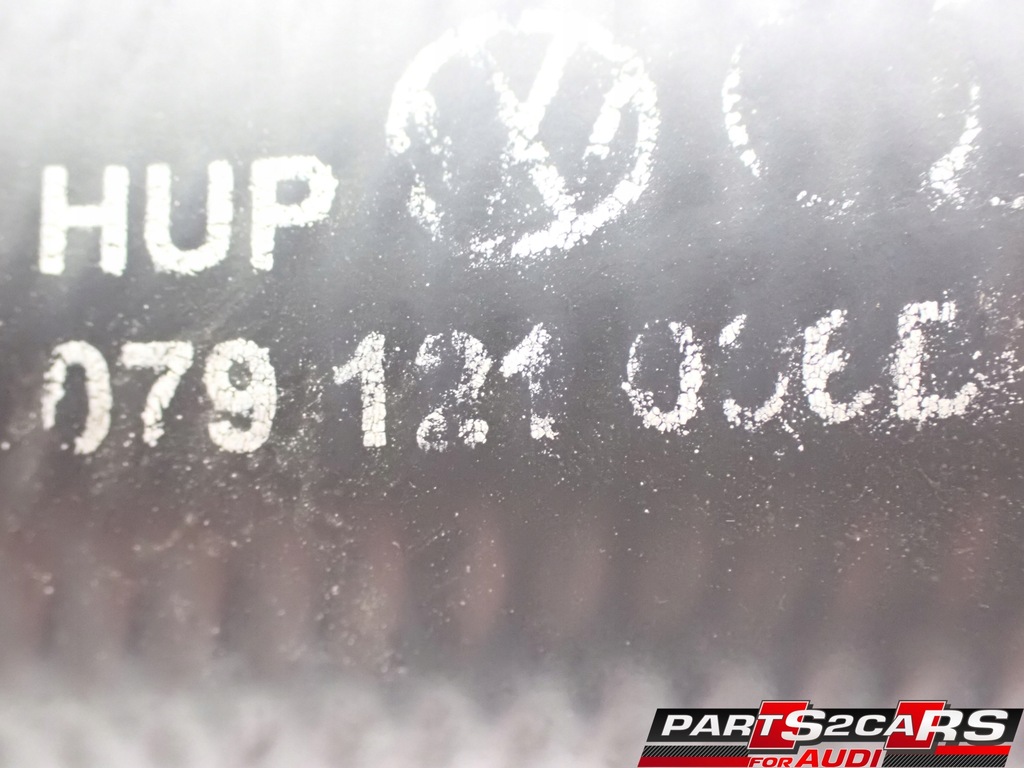 HUP
079 121
PARTS2CARS
FOR AUDI